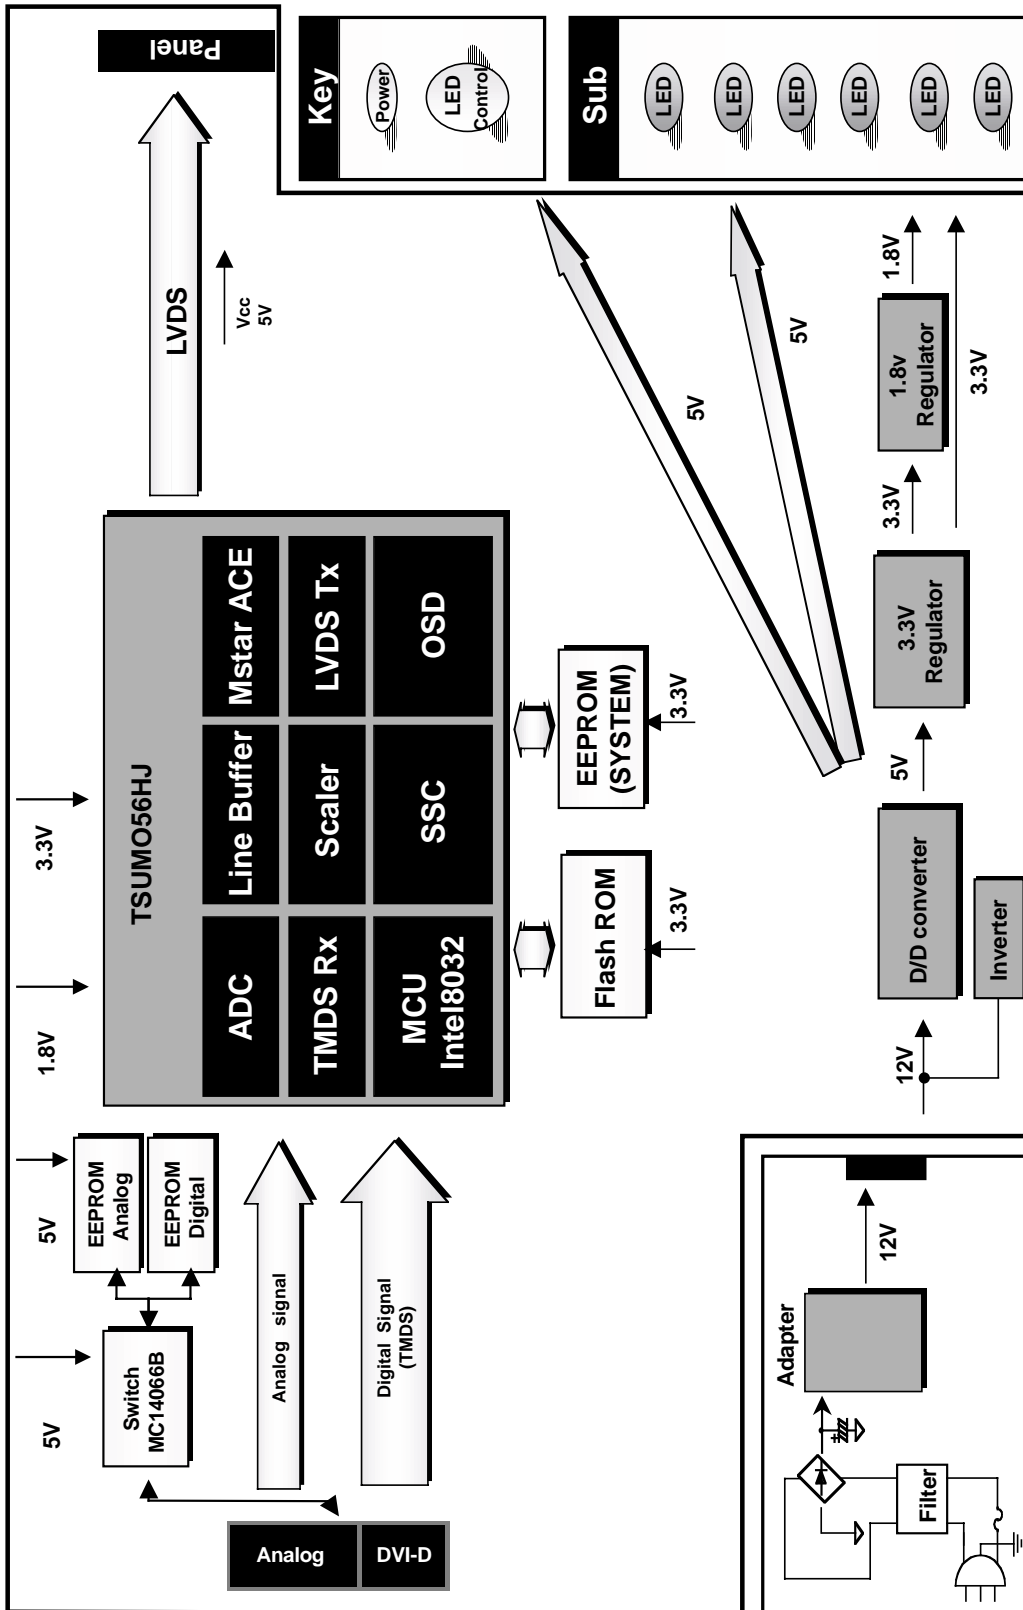 Panel
Key
Power
LED
Control
Sub
LED
LED
LED
LED
LED
LED
LVDS
Vcc
5V
5V
5V
1.8V
1.8v
Regulator
3.3V
3.3V
3.3V
Regulator
5V
D/D converter
Inverter
12V
TSUMO56HJ
ADC
Line Buffer
Mstar ACE
TMDS Rx
Scaler
LVDS Tx
MCU
Intel8032
SSC
OSD
3.3V
1.8V
EEPROM
(SYSTEM)
3.3V
Flash ROM
3.3V
5V
EEPROM
Analog
EEPROM
Digital
5V
Switch
MC14066B
Analog signal
Digital Signal
(TMDS)
Analog
DVI-D
12V
Adapter
Filter